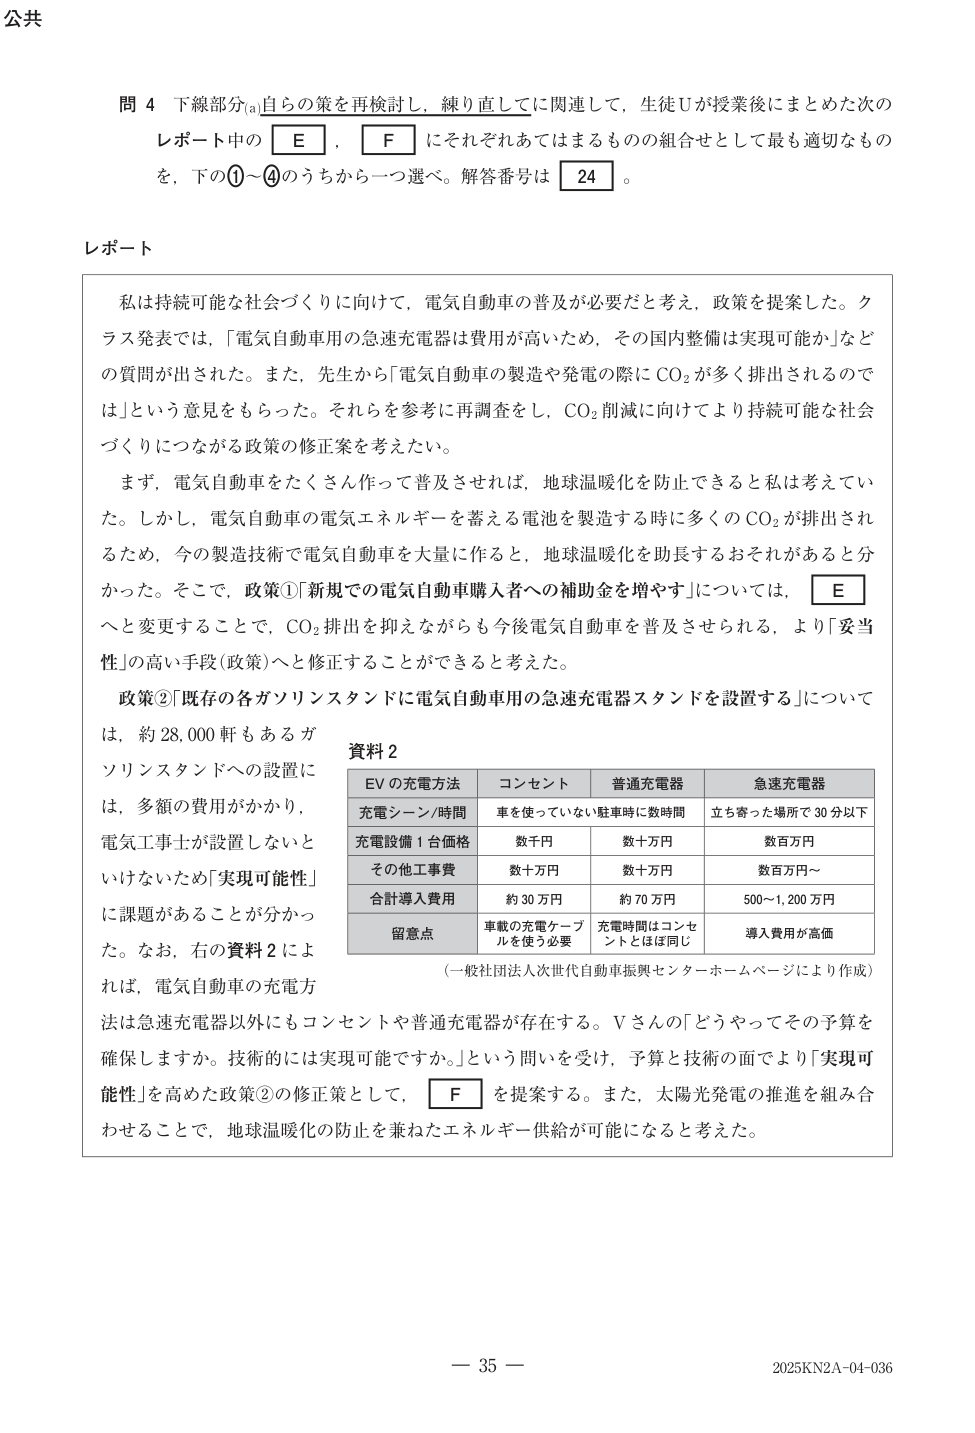 公共
問 4 下線部分(a)自らの策を再検討し，練り直してに関連して，生徒Uが授業後にまとめた次の
レポート中の E ， F にそれぞれあてはまるものの組合せとして最も適切なもの
を，下の①～④のうちから一つ選べ。解答番号は 24 。
レポート
私は持続可能な社会づくりに向けて，電気自動車の普及が必要だと考え，政策を提案した。ク
ラス発表では，「電気自動車用の急速充電器は費用が高いため，その国内整備は実現可能か」など
の質問が出された。また，先生から「電気自動車の製造や発電の際に CO₂ が多く排出されるので
は」という意見をもらった。それらを参考に再調査をし，CO₂ 削減に向けてより持続可能な社会
づくりにつながる政策の修正案を考えたい。
まず，電気自動車をたくさん作って普及させれば，地球温暖化を防止できると私は考えてい
た。しかし，電気自動車の電気エネルギーを蓄える電池を製造する時に多くの CO₂ が排出され
るため，今の製造技術で電気自動車を大量に作ると，地球温暖化を助長するおそれがあると分
かった。そこで，政策①「新規での電気自動車購入者への補助金を増やす」については， E
へと変更することで，CO₂ 排出を抑えながらも今後電気自動車を普及させられる，より「妥当
性」の高い手段(政策)へと修正することができると考えた。
政策②「既存の各ガソリンスタンドに電気自動車用の急速充電器スタンドを設置する」について
は，約 28,000 軒もあるガ
ソリンスタンドへの設置に
は，多額の費用がかかり，
電気工事士が設置しないと
いけないため「実現可能性」
に課題があることが分かっ
た。なお，右の資料 2 によ
れば，電気自動車の充電方
資料 2
EV の充電方法 コンセント 普通充電器 急速充電器
充電シーン/時間 車を使っていない駐車時に数時間 立ち寄った場所で 30 分以下
充電設備 1 台価格 数千円 数十万円 数百万円
その他工事費 数十万円 数十万円 数百万円～
合計導入費用 約 30 万円 約 70 万円 500～1,200 万円
留意点 車載の充電ケーブルを使う必要 充電時間はコンセントとほぼ同じ 導入費用が高価
(一般社団法人次世代自動車振興センターホームページにより作成)
法は急速充電器以外にもコンセントや普通充電器が存在する。Vさんの「どうやってその予算を
確保しますか。技術的には実現可能ですか。」という問いを受け，予算と技術の面でより「実現可
能性」を高めた政策②の修正策として， F を提案する。また，太陽光発電の推進を組み合
わせることで，地球温暖化の防止を兼ねたエネルギー供給が可能になると考えた。
— 35 —
2025KN2A-04-036